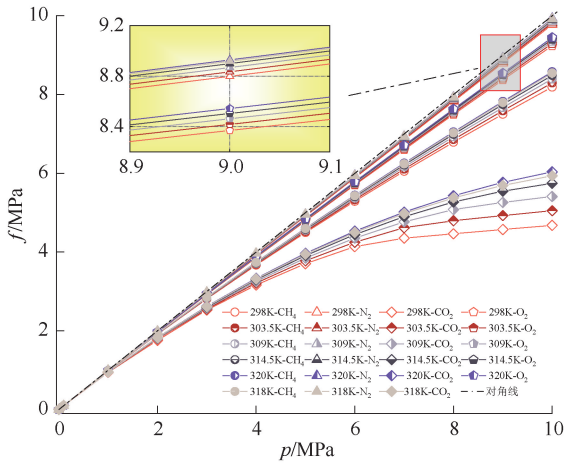 9.2
8.8
8.4
8.9 9.0 9.1
10
8
6
4
2
0
f/MPa
298K-CH₄ 298K-N₂ 298K-CO₂ 298K-O₂
303.5K-CH₄ 303.5K-N₂ 303.5K-CO₂ 303.5K-O₂
309K-CH₄ 309K-N₂ 309K-CO₂ 309K-O₂
314.5K-CH₄ 314.5K-N₂ 314.5K-CO₂ 314.5K-O₂
320K-CH₄ 320K-N₂ 320K-CO₂ 320K-O₂
318K-CH₄ 318K-N₂ 318K-CO₂ 对角线
0 2 4 6 8 10
p/MPa